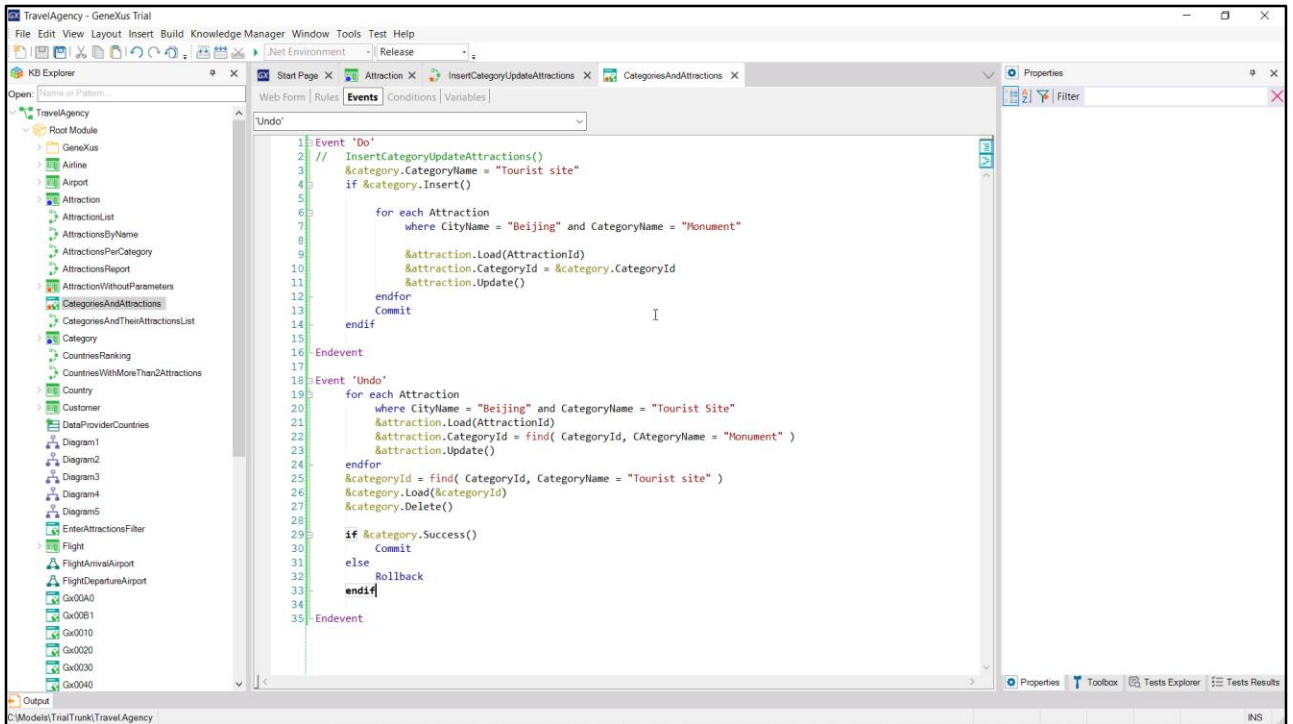 TravelAgency - GeneXus Trial
File Edit View Layout Insert Build Knowledge Manager Window Tools Test Help
.Net Environment Release
KB Explorer
Start Page Attraction InsertCategoryUpdateAttractions CategoriesAndAttractions
Properties
Open: Name or Pattern...
Web Form Rules Events Conditions Variables
Filter
'Undo'
TravelAgency
Root Module
GeneXus
Airline
Airport
Attraction
AttractionList
AttractionsByName
AttractionsPerCategory
AttractionsReport
AttractionWithoutParameters
CategoriesAndAttractions
CategoriesAndTheirAttractionsList
Category
CountriesRanking
CountriesWithMoreThan2Attractions
Country
Customer
DataProviderCountries
Diagram1
Diagram2
Diagram3
Diagram4
Diagram5
EnterAttractionsFilter
Flight
FlightArrivalAirport
FlightDepartureAirport
Gx00A0
Gx00B1
Gx0010
Gx0020
Gx0030
Gx0040
1 Event 'Do'
2 // InsertCategoryUpdateAttractions()
3 &category.CategoryName = "Tourist site"
4 if &category.Insert()
5
6 for each Attraction
7 where CityName = "Beijing" and CategoryName = "Monument"
8
9 &attraction.Load(AttractionId)
10 &attraction.CategoryId = &category.CategoryId
11 &attraction.Update()
12 endfor
13 Commit
14 endif
15
16 Endevent
17
18 Event 'Undo'
19 for each Attraction
20 where CityName = "Beijing" and CategoryName = "Tourist Site"
21 &attraction.Load(AttractionId)
22 &attraction.CategoryId = find( CategoryId, CAtegoryName = "Monument" )
23 &attraction.Update()
24 endfor
25 &categoryId = find( CategoryId, CategoryName = "Tourist site" )
26 &category.Load(&categoryId)
27 &category.Delete()
28
29 if &category.Success()
30 Commit
31 else
32 Rollback
33 endif
34
35 Endevent
Properties Toolbox Tests Explorer Tests Results
Output
C:\Models\TrialTrunk\Travel.Agency
INS